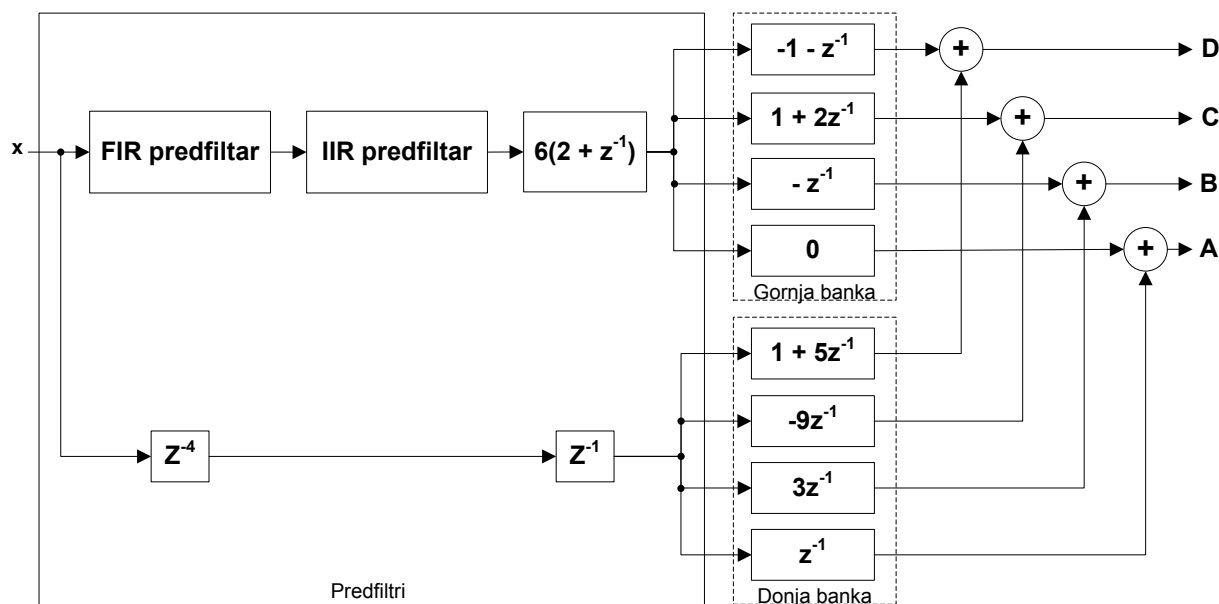 -1 - z⁻¹
+
D
x
FIR predfiltar
IIR predfiltar
6(2 + z⁻¹)
1 + 2z⁻¹
+
C
- z⁻¹
+
B
0
+
A
Gornja banka
1 + 5z⁻¹
-9z⁻¹
Z⁻⁴
Z⁻¹
3z⁻¹
z⁻¹
Predfiltri
Donja banka